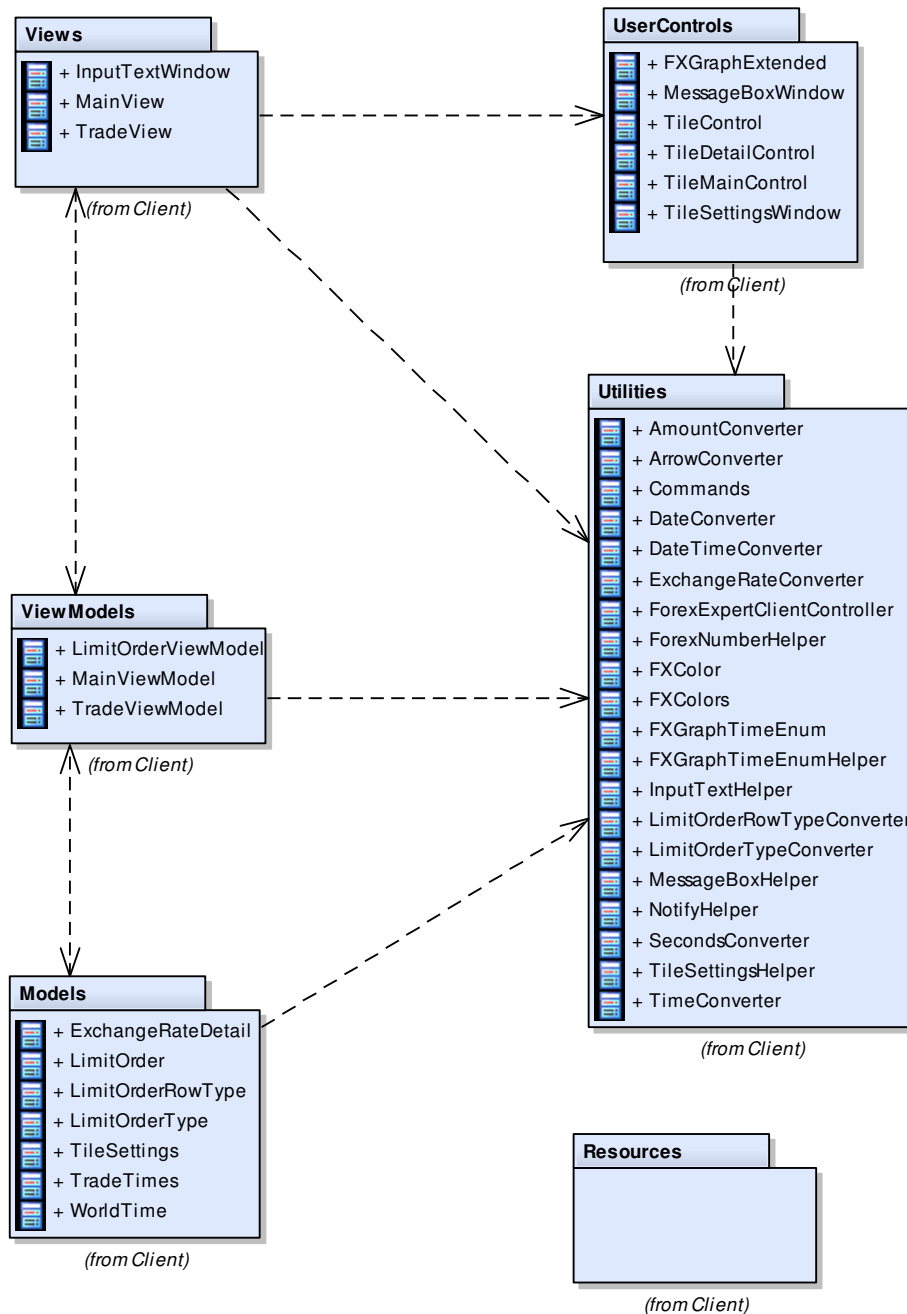 Views
+ InputTextWindow
+ MainView
+ TradeView
(from Client)
UserControls
+ FXGraphExtended
+ MessageBoxWindow
+ TileControl
+ TileDetailControl
+ TileMainControl
+ TileSettingsWindow
(from Client)
Utilities
+ AmountConverter
+ ArrowConverter
+ Commands
+ DateConverter
+ DateTimeConverter
+ ExchangeRateConverter
+ ForexExpertClientController
+ ForexNumberHelper
+ FXColor
+ FXColors
+ FXGraphTimeEnum
+ FXGraphTimeEnumHelper
+ InputTextHelper
+ LimitOrderRowTypeConverter
+ LimitOrderTypeConverter
+ MessageBoxHelper
+ NotifyHelper
+ SecondsConverter
+ TileSettingsHelper
+ TimeConverter
(from Client)
ViewModels
+ LimitOrderViewModel
+ MainViewModel
+ TradeViewModel
(from Client)
Models
+ ExchangeRateDetail
+ LimitOrder
+ LimitOrderRowType
+ LimitOrderType
+ TileSettings
+ TradeTimes
+ WorldTime
(from Client)
Resources
(from Client)